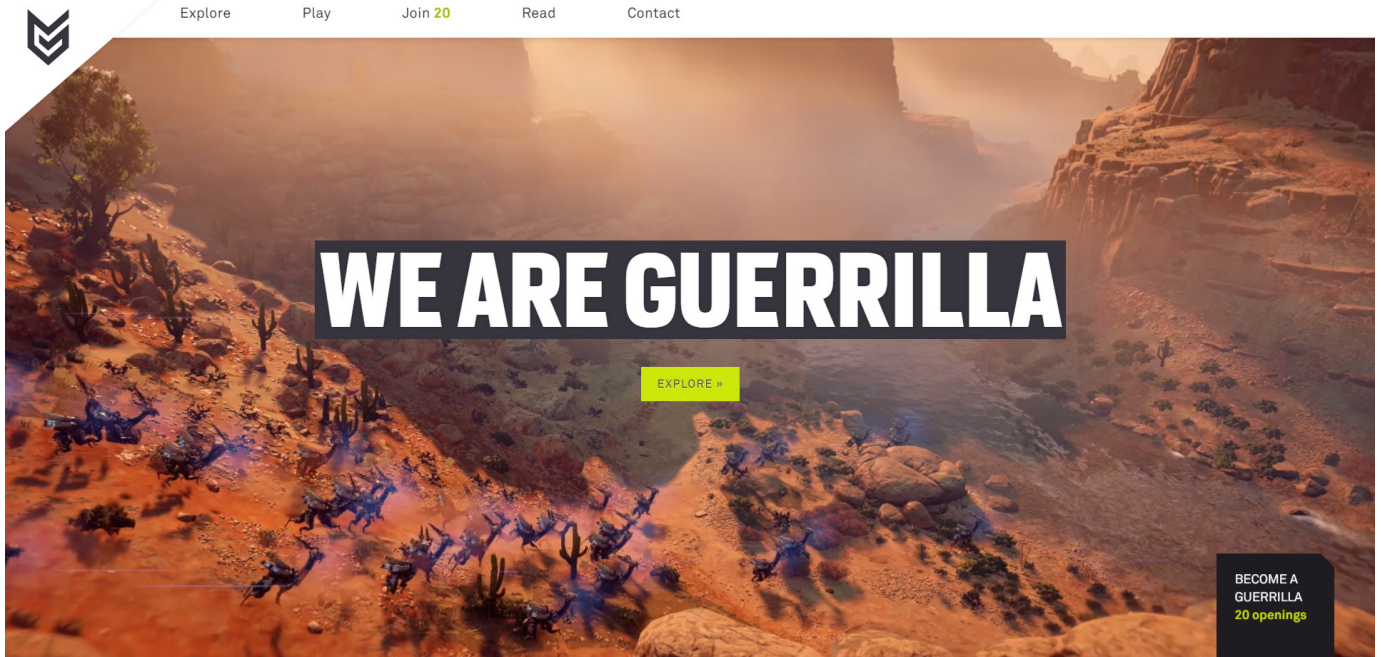 Explore
Play
Join 20
Read
Contact
WE ARE GUERRILLA
EXPLORE »
BECOME A
GUERRILLA
20 openings